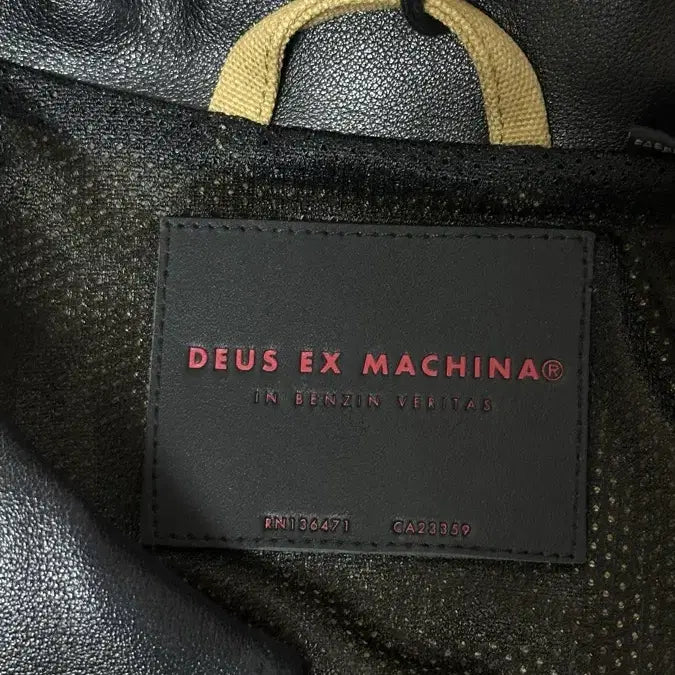 DEUS EX MACHINA®
IN BENZIN VERITAS
RN136471 CA23359